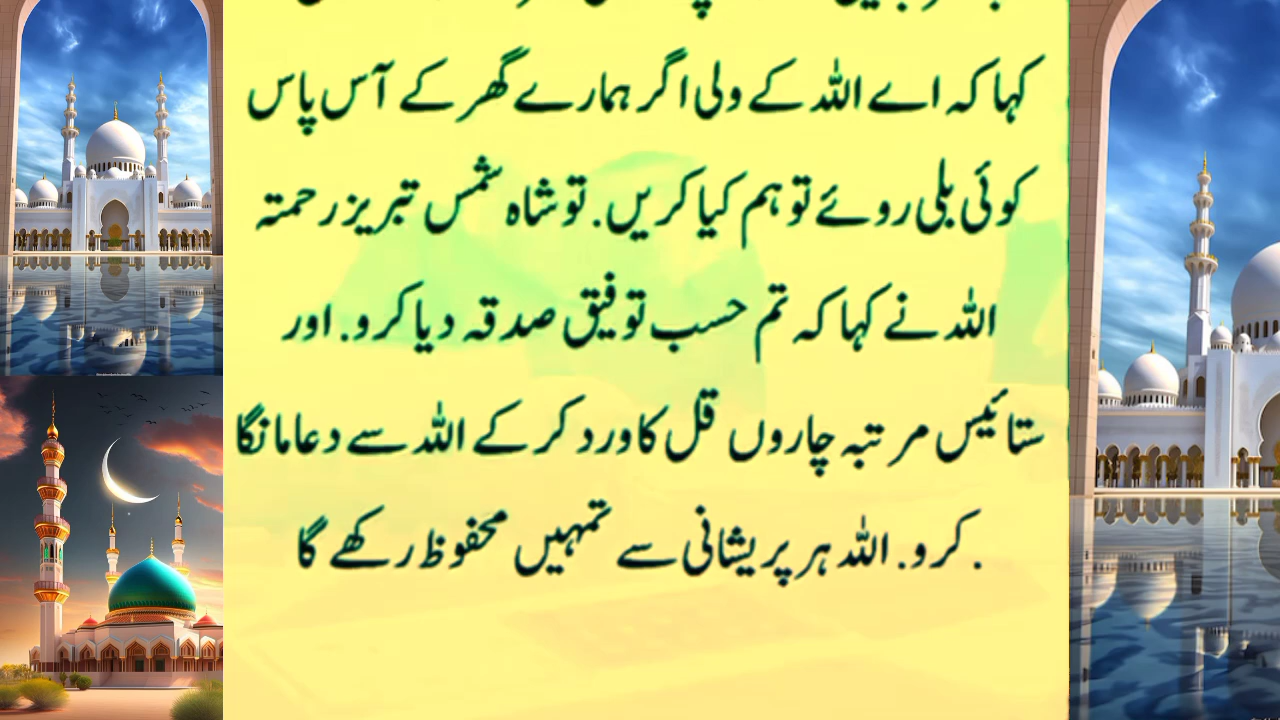 کہا کہ اے اللہ کے ولی اگر ہمارے گھر کے آس پاس
کوئی بلی روئے تو ہم کیا کریں. تو شاہ شمس تبریز رحمتہ
اللہ نے کہا کہ تم حسب توفیق صدقہ دیا کرو. اور
ستائیس مرتبہ چاروں قل کا ورد کر کے اللہ سے دعا مانگا
کرو. اللہ ہر پریشانی سے تمہیں محفوظ رکھے گا.